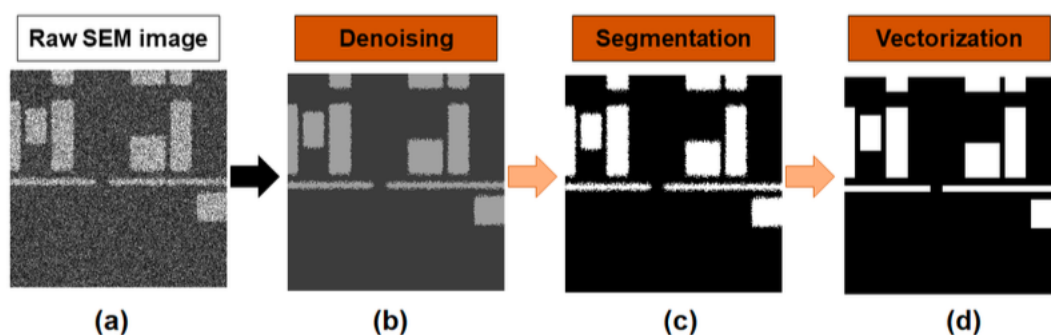 Raw SEM image
Denoising
Segmentation
Vectorization
(a)
(b)
(c)
(d)